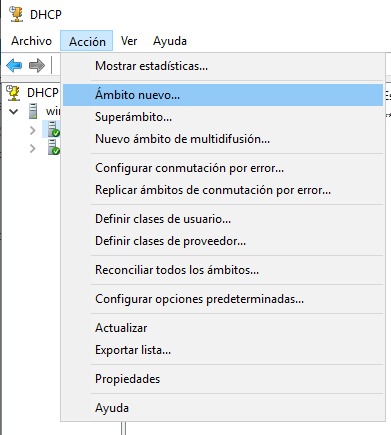 DHCP
Archivo Acción Ver Ayuda
Mostrar estadísticas...
DHCP
Ámbito nuevo...
Superámbito...
Nuevo ámbito de multidifusión...
Configurar conmutación por error...
Replicar ámbitos de conmutación por error...
Definir clases de usuario...
Definir clases de proveedor...
Reconciliar todos los ámbitos...
Configurar opciones predeterminadas...
Actualizar
Exportar lista...
Propiedades
Ayuda